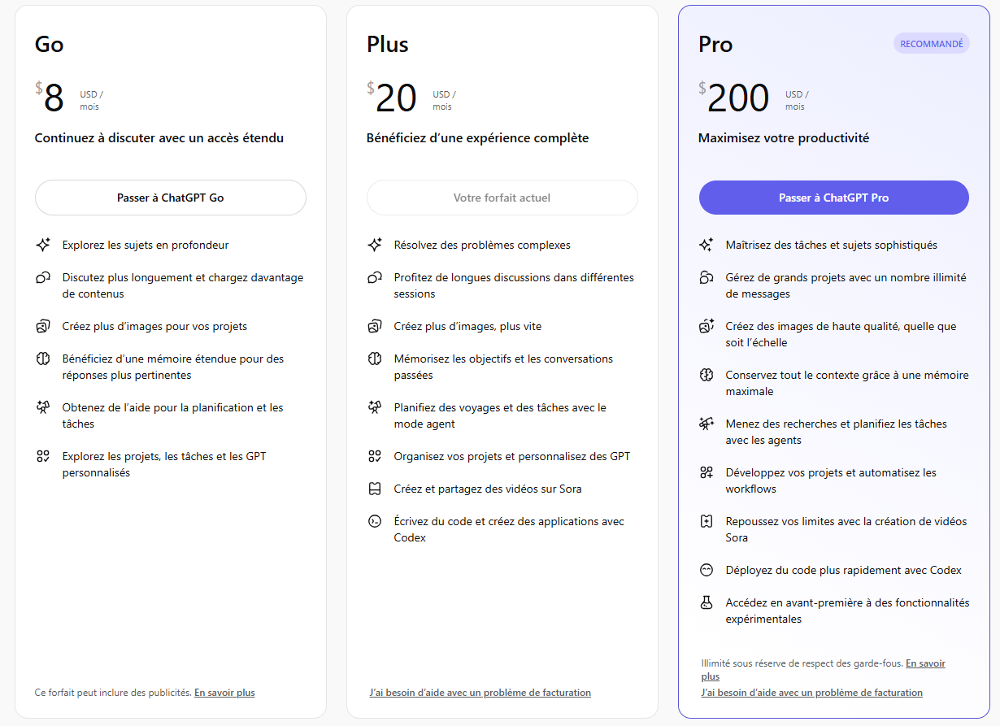 Go
$8 USD /
mois
Continuez à discuter avec un accès étendu
Passer à ChatGPT Go
Explorez les sujets en profondeur
Discutez plus longuement et chargez davantage
de contenus
Créez plus d’images pour vos projets
Bénéficiez d’une mémoire étendue pour des
réponses plus pertinentes
Obtenez de l’aide pour la planification et les
tâches
Explorez les projets, les tâches et les GPT
personnalisés
Ce forfait peut inclure des publicités. En savoir plus
Plus
$20 USD /
mois
Bénéficiez d’une expérience complète
Votre forfait actuel
Résolvez des problèmes complexes
Profitez de longues discussions dans différentes
sessions
Créez plus d’images, plus vite
Mémorisez les objectifs et les conversations
passées
Planifiez des voyages et des tâches avec le
mode agent
Organisez vos projets et personnalisez des GPT
Créez et partagez des vidéos sur Sora
Écrivez du code et créez des applications avec
Codex
J’ai besoin d’aide avec un problème de facturation
Pro
RECOMMANDÉ
$200 USD /
mois
Maximisez votre productivité
Passer à ChatGPT Pro
Maîtrisez des tâches et sujets sophistiqués
Gérez de grands projets avec un nombre illimité
de messages
Créez des images de haute qualité, quelle que
soit l’échelle
Conservez tout le contexte grâce à une mémoire
maximale
Menez des recherches et planifiez les tâches
avec les agents
Développez vos projets et automatisez les
workflows
Repoussez vos limites avec la création de vidéos
Sora
Déployez du code plus rapidement avec Codex
Accédez en avant-première à des fonctionnalités
expérimentales
Illimité sous réserve de respect des garde-fous. En savoir
plus
J’ai besoin d’aide avec un problème de facturation